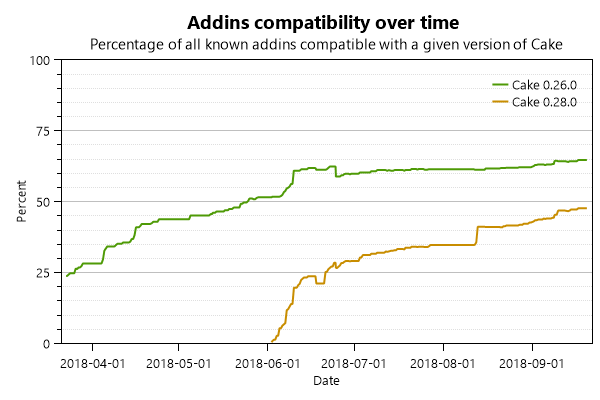 Addins compatibility over time
Percentage of all known addins compatible with a given version of Cake
100
75
50
25
0
Percent
Cake 0.26.0
Cake 0.28.0
2018-04-01 2018-05-01 2018-06-01 2018-07-01 2018-08-01 2018-09-01
Date